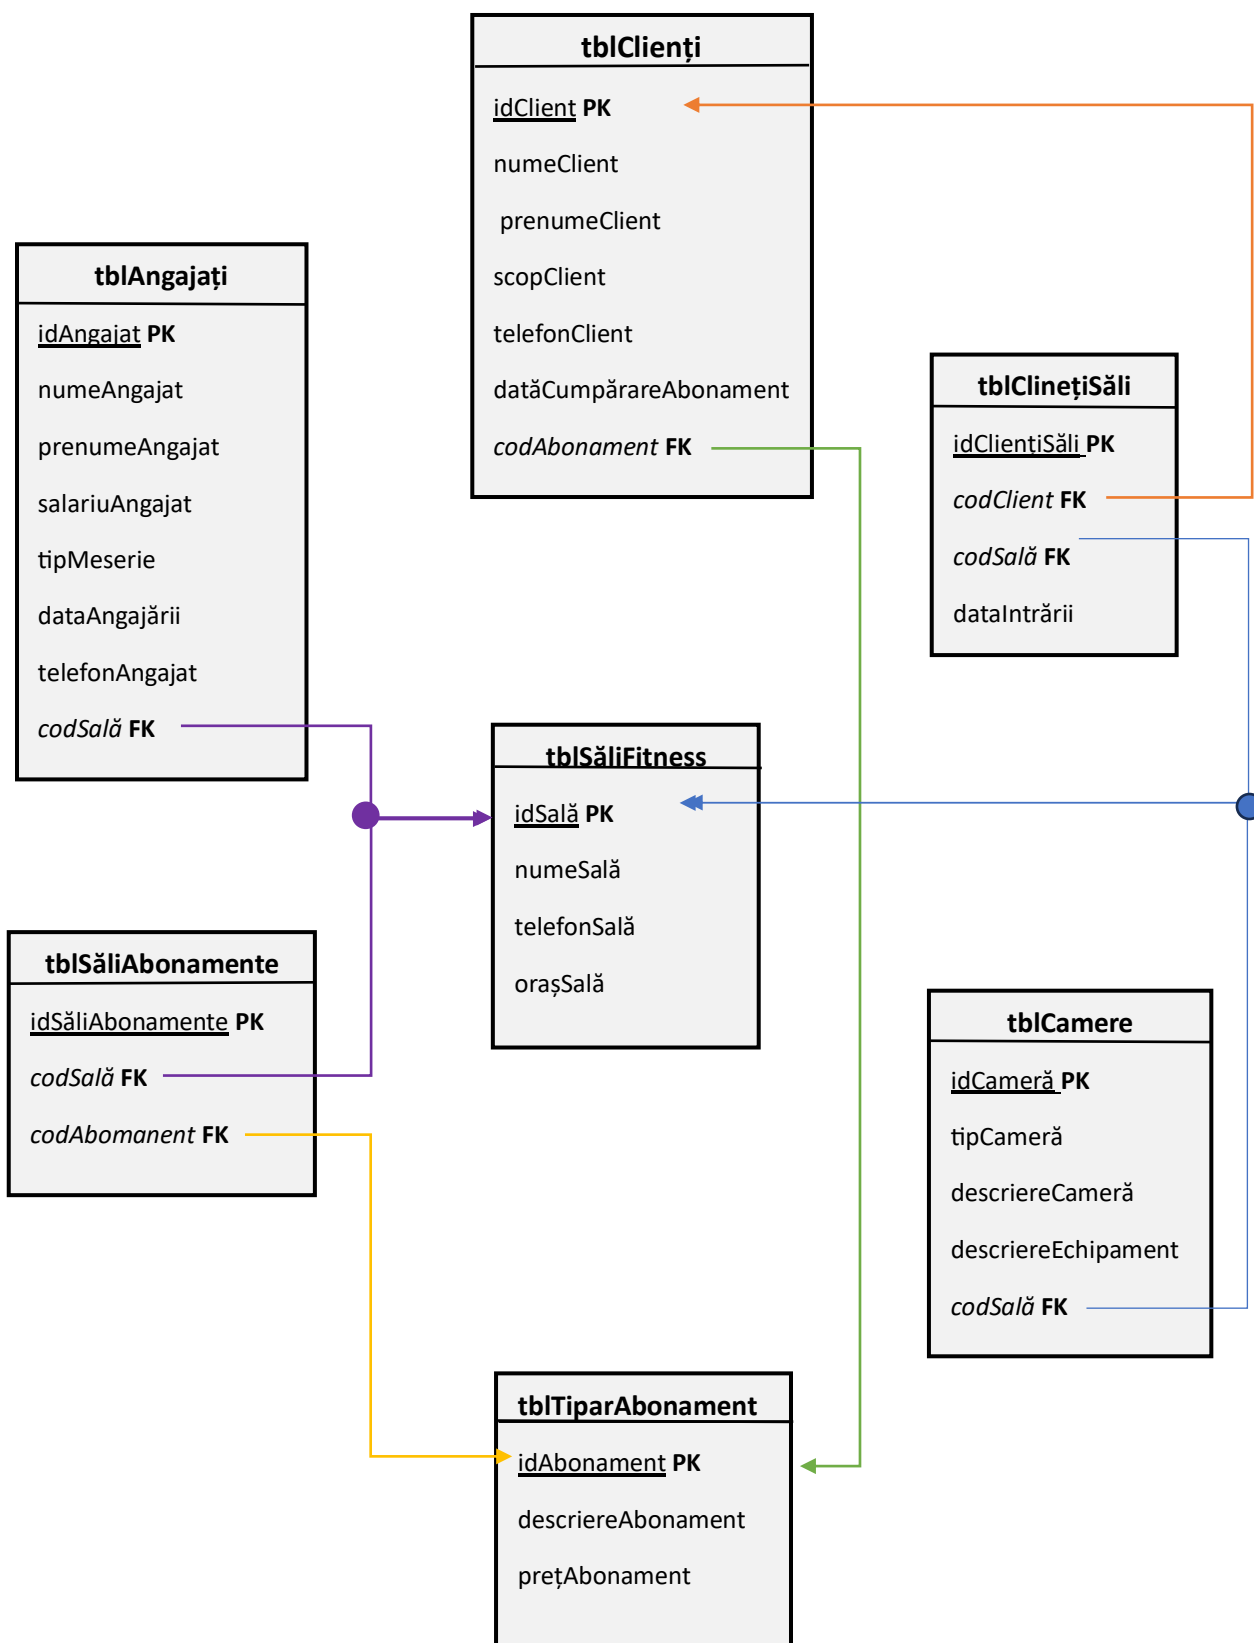 tblClienți
idClient PK
numeClient
prenumeClient
scopClient
telefonClient
datăCumpărareAbonament
codAbonament FK
tblAngajați
idAngajat PK
numeAngajat
prenumeAngajat
salariuAngajat
tipMeserie
dataAngajării
telefonAngajat
codSală FK
tblClinețiSăli
idCliențiSăli PK
codClient FK
codSală FK
dataIntrării
tblSăliFitness
idSală PK
numeSală
telefonSală
orașSală
tblSăliAbonamente
idSăliAbonamente PK
codSală FK
codAbomanent FK
tblCamere
idCameră PK
tipCameră
descriereCameră
descriereEchipament
codSală FK
tblTiparAbonament
idAbonament PK
descriereAbonament
prețAbonament